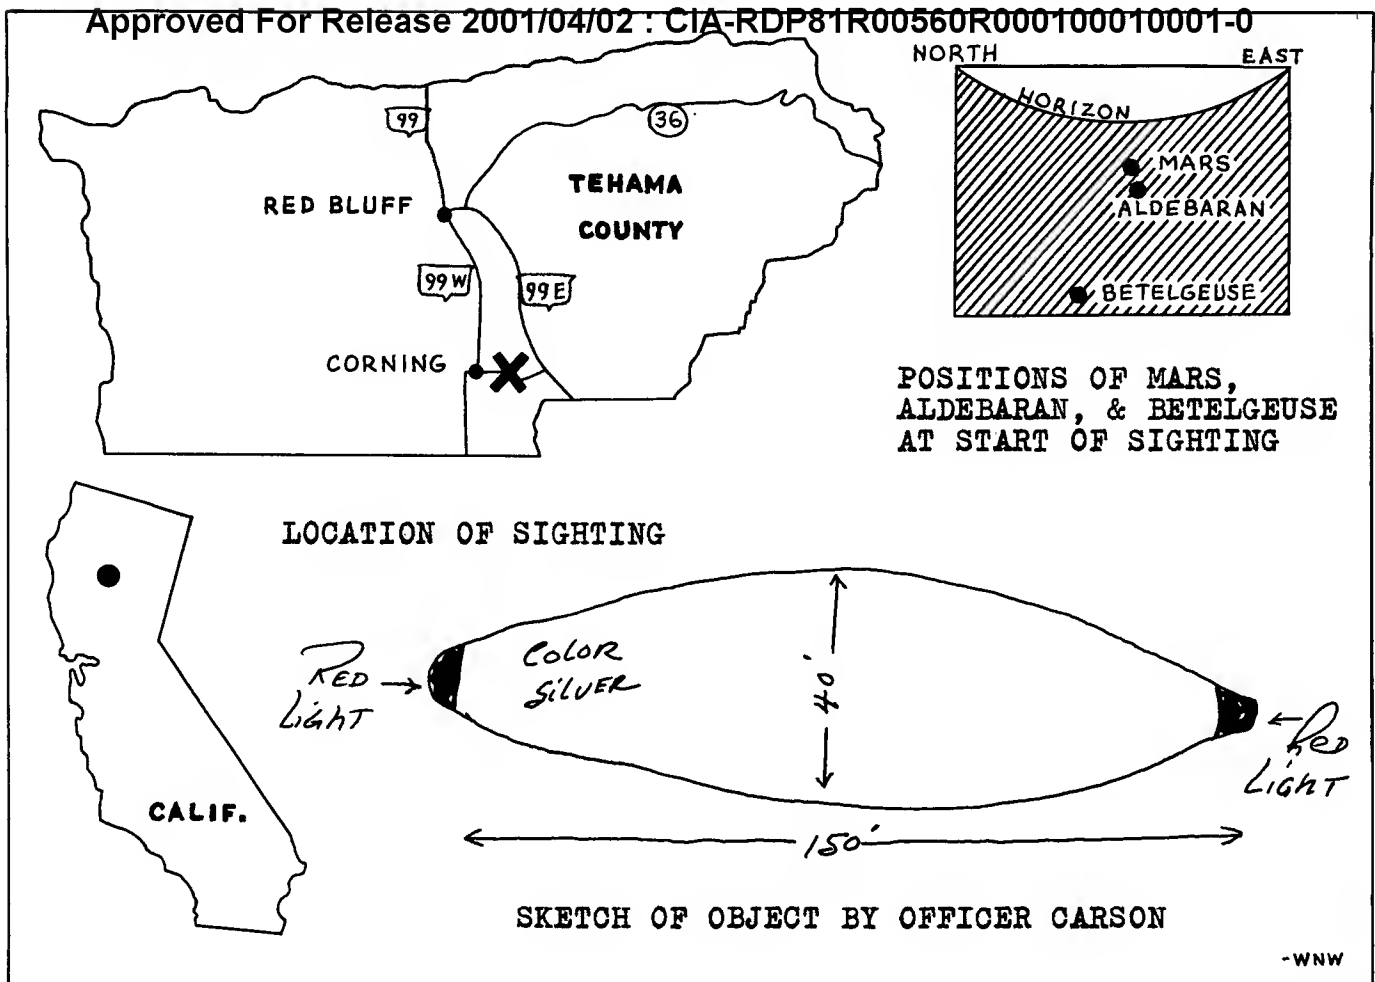 Approved For Release 2001/04/02 : CIA-RDP81R00560R000100010001-0
NORTH
EAST
HORIZON
MARS
ALDEBARAN
BETELGEUSE
POSITIONS OF MARS,
ALDEBARAN, & BETELGEUSE
AT START OF SIGHTING
99
36
RED BLUFF
TEHAMA
COUNTY
99W
99E
CORNING
LOCATION OF SIGHTING
CALIF.
RED
LIGHT
COLOR
SILVER
40'
150'
RED
LIGHT
SKETCH OF OBJECT BY OFFICER CARSON
-WNW